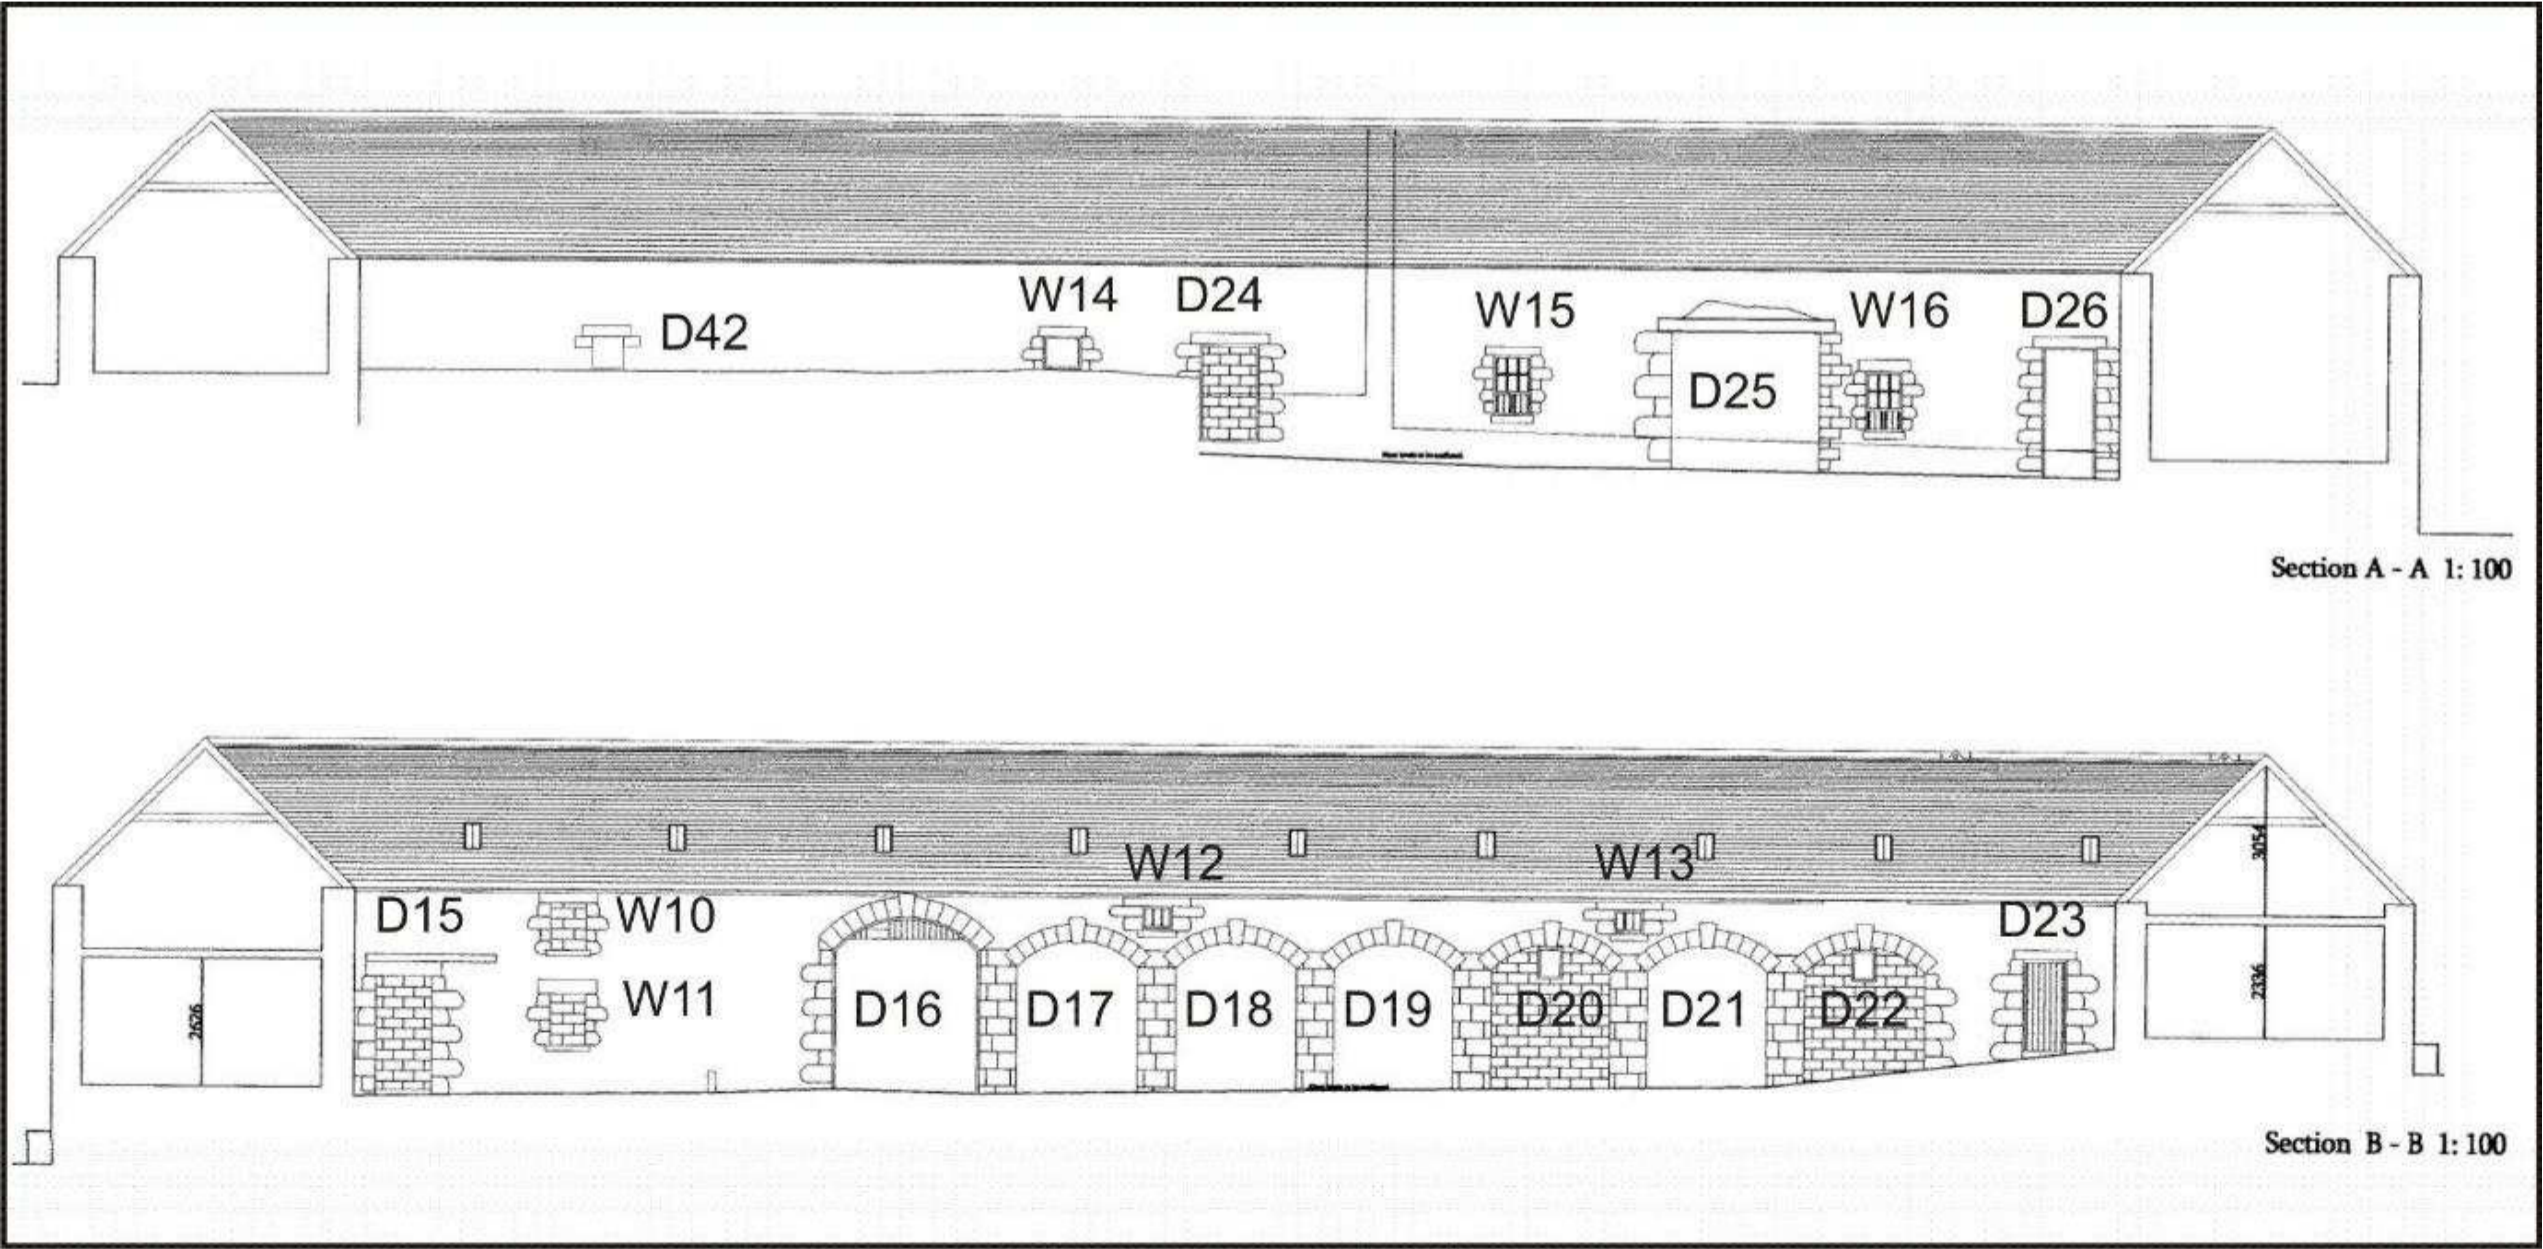 W14 D24
D42
W15 W16 D26
D25
Section A - A 1: 100
3054
W12 W13
D15 W10 D23
W11
D16 D17 D18 D19 D20 D21 D22
2626
2336
Section B - B 1: 100